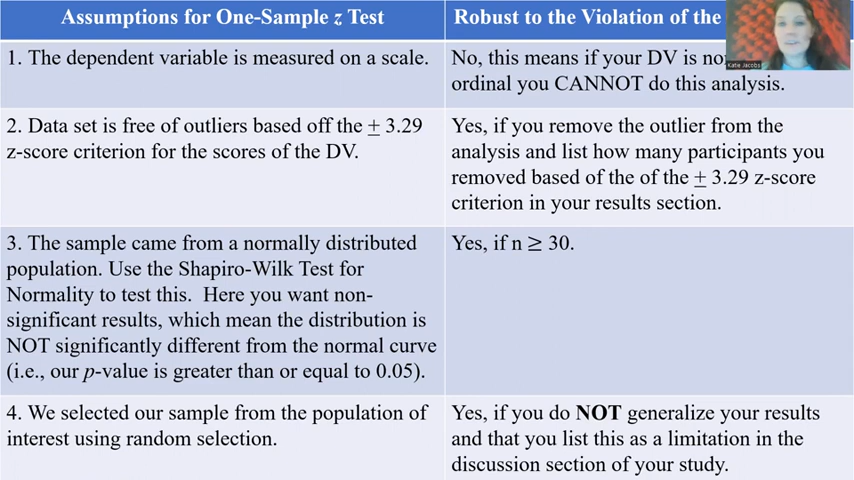 Assumptions for One-Sample z Test
Robust to the Violation of the
Katie Jacobs
1. The dependent variable is measured on a scale.
No, this means if your DV is
ordinal you CANNOT do this analysis.
2. Data set is free of outliers based off the ± 3.29
z-score criterion for the scores of the DV.
Yes, if you remove the outlier from the
analysis and list how many participants you
removed based of the of the ± 3.29 z-score
criterion in your results section.
3. The sample came from a normally distributed
population. Use the Shapiro-Wilk Test for
Normality to test this.  Here you want non-
significant results, which mean the distribution is
NOT significantly different from the normal curve
(i.e., our p-value is greater than or equal to 0.05).
Yes, if n ≥ 30.
4. We selected our sample from the population of
interest using random selection.
Yes, if you do NOT generalize your results
and that you list this as a limitation in the
discussion section of your study.